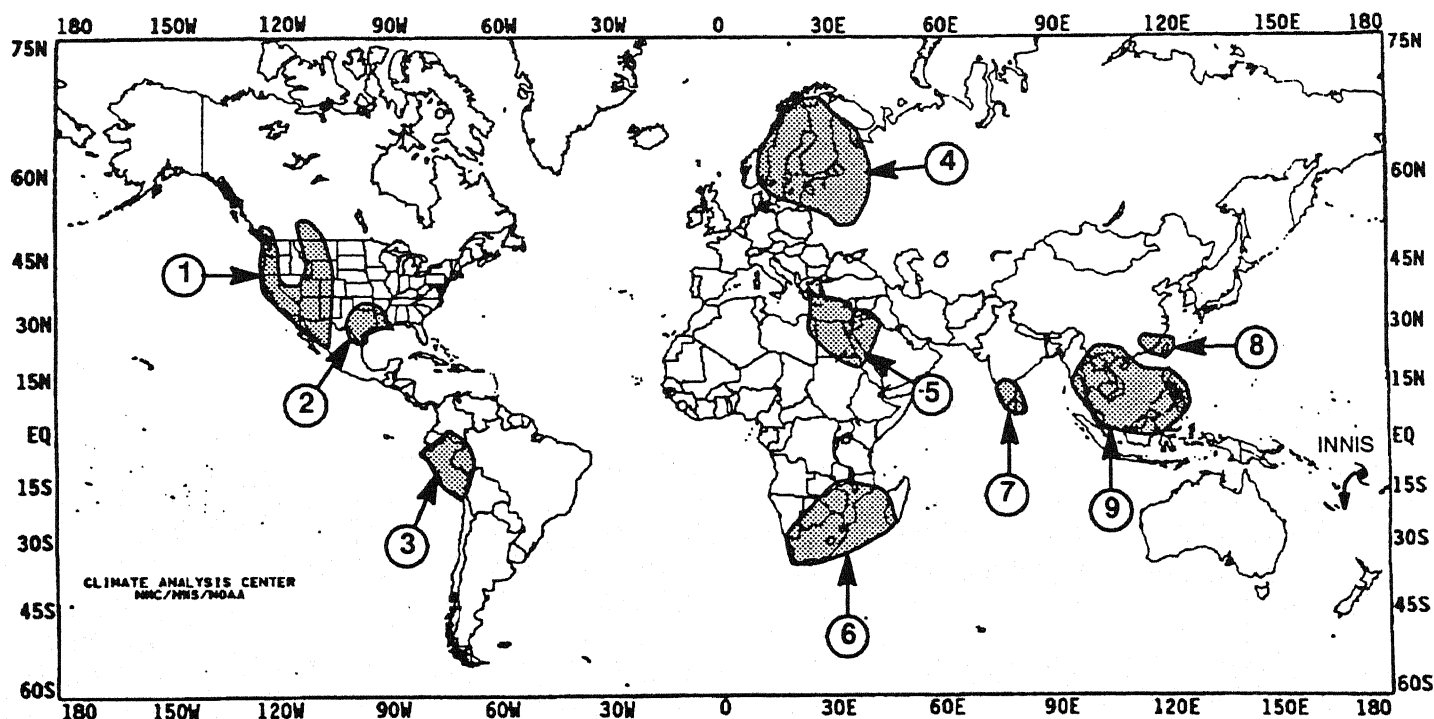 180 150W 120W 90W 60W 30W 0 30E 60E 90E 120E 150E 180
75N 75N
60N 60N
45N 45N
30N 30N
15N 15N
EQ EQ
15S 15S
30S 30S
45S 45S
60S 60S
4
1
8
2
5
INNIS
7
9
3
6
CLIMATE ANALYSIS CENTER
NMC/NWS/NOAA
180 150W 120W 90W 60W 30W 0 30E 60E 90E 120E 150E 180